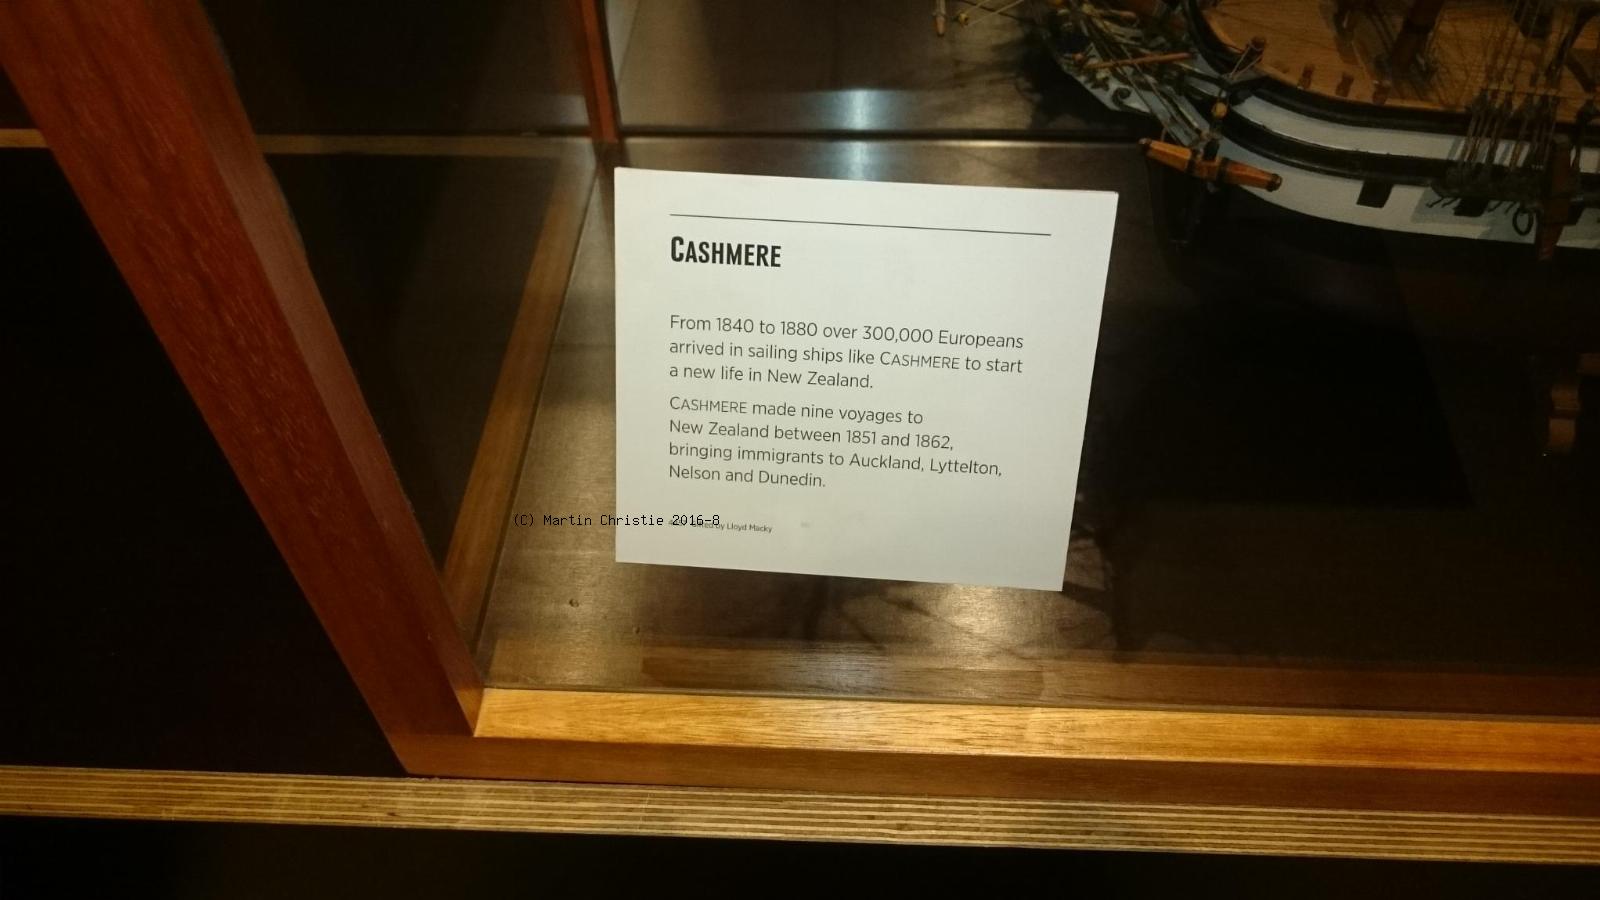 CASHMERE
From 1840 to 1880 over 300,000 Europeans
arrived in sailing ships like CASHMERE to start
a new life in New Zealand.
CASHMERE made nine voyages to
New Zealand between 1851 and 1862,
bringing immigrants to Auckland, Lyttelton,
Nelson and Dunedin.
(C) Martin Christie 2016-8
by Lloyd Macky